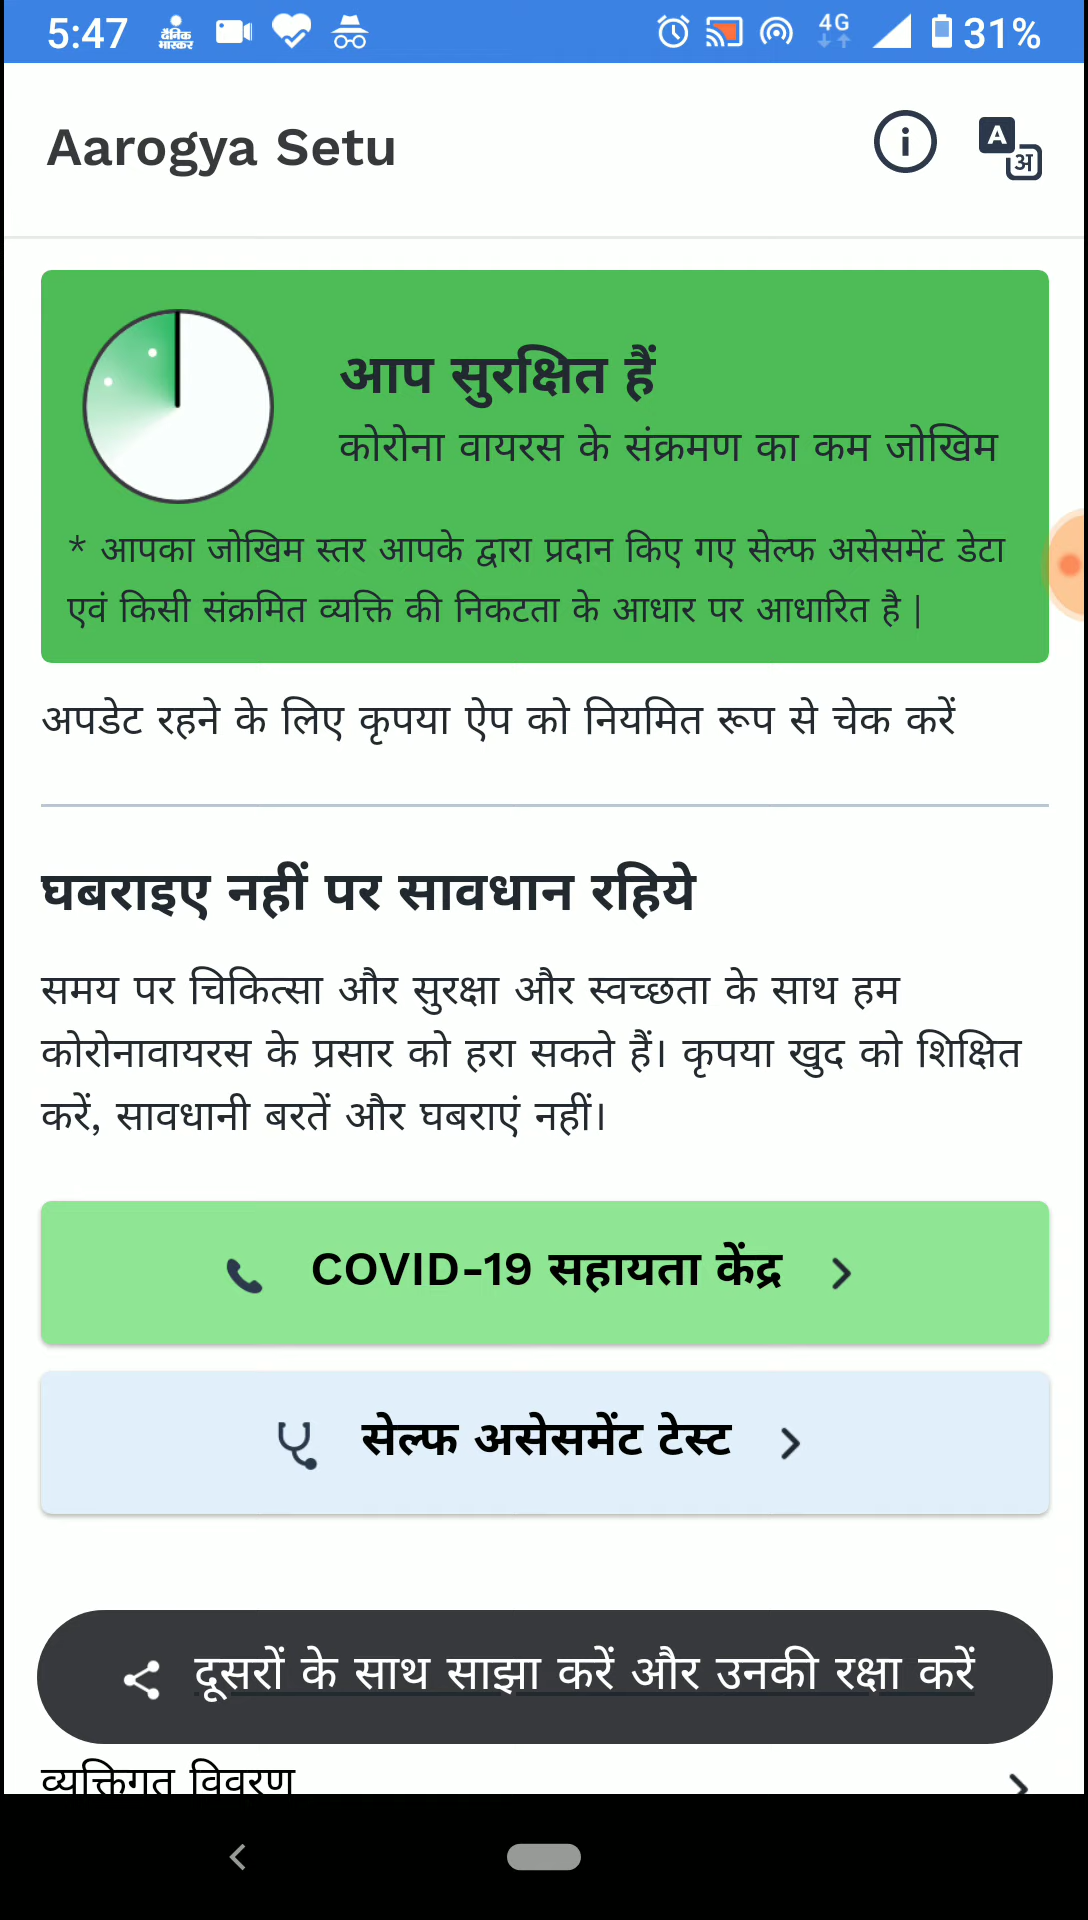 5:47 दैनिक भास्कर 4G 31%
Aarogya Setu
A अ
आप सुरक्षित हैं
कोरोना वायरस के संक्रमण का कम जोखिम
* आपका जोखिम स्तर आपके द्वारा प्रदान किए गए सेल्फ असेसमेंट डेटा
एवं किसी संक्रमित व्यक्ति की निकटता के आधार पर आधारित है |
अपडेट रहने के लिए कृपया ऐप को नियमित रूप से चेक करें
घबराइए नहीं पर सावधान रहिये
समय पर चिकित्सा और सुरक्षा और स्वच्छता के साथ हम
कोरोनावायरस के प्रसार को हरा सकते हैं। कृपया खुद को शिक्षित
करें, सावधानी बरतें और घबराएं नहीं।
COVID-19 सहायता केंद्र
सेल्फ असेसमेंट टेस्ट
दूसरों के साथ साझा करें और उनकी रक्षा करें
व्यक्तिगत विवरण